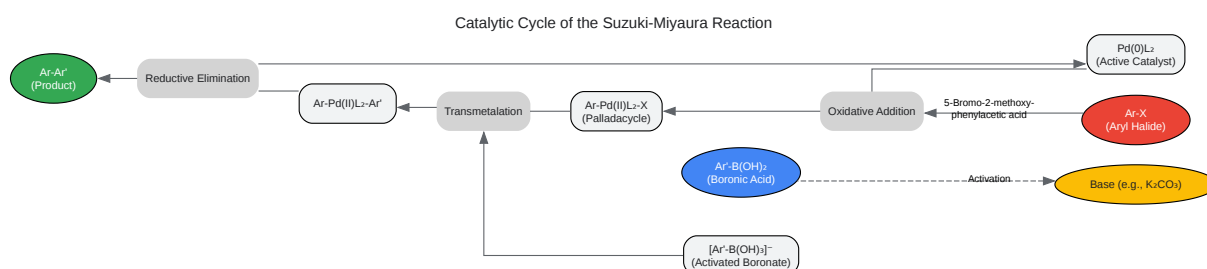 Catalytic Cycle of the Suzuki-Miyaura Reaction
Ar-Ar'
(Product)
Reductive Elimination
Pd(0)L₂
(Active Catalyst)
Ar-Pd(II)L₂-Ar'
Transmetalation
Ar-Pd(II)L₂-X
(Palladacycle)
Oxidative Addition
5-Bromo-2-methoxy-
phenylacetic acid
Ar-X
(Aryl Halide)
Ar'-B(OH)₂
(Boronic Acid)
Activation
Base (e.g., K₂CO₃)
[Ar'-B(OH)₃]⁻
(Activated Boronate)